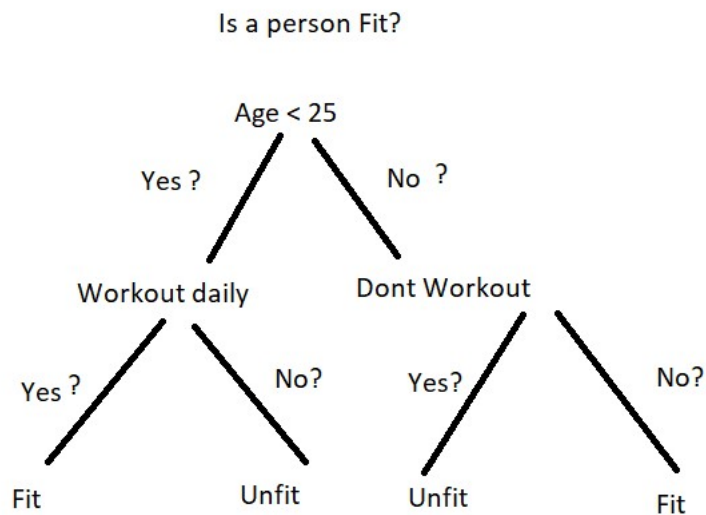 Is a person Fit?
Age < 25
Yes ?
No ?
Workout daily
Dont Workout
Yes ?
No?
Yes?
No?
Fit
Unfit
Unfit
Fit